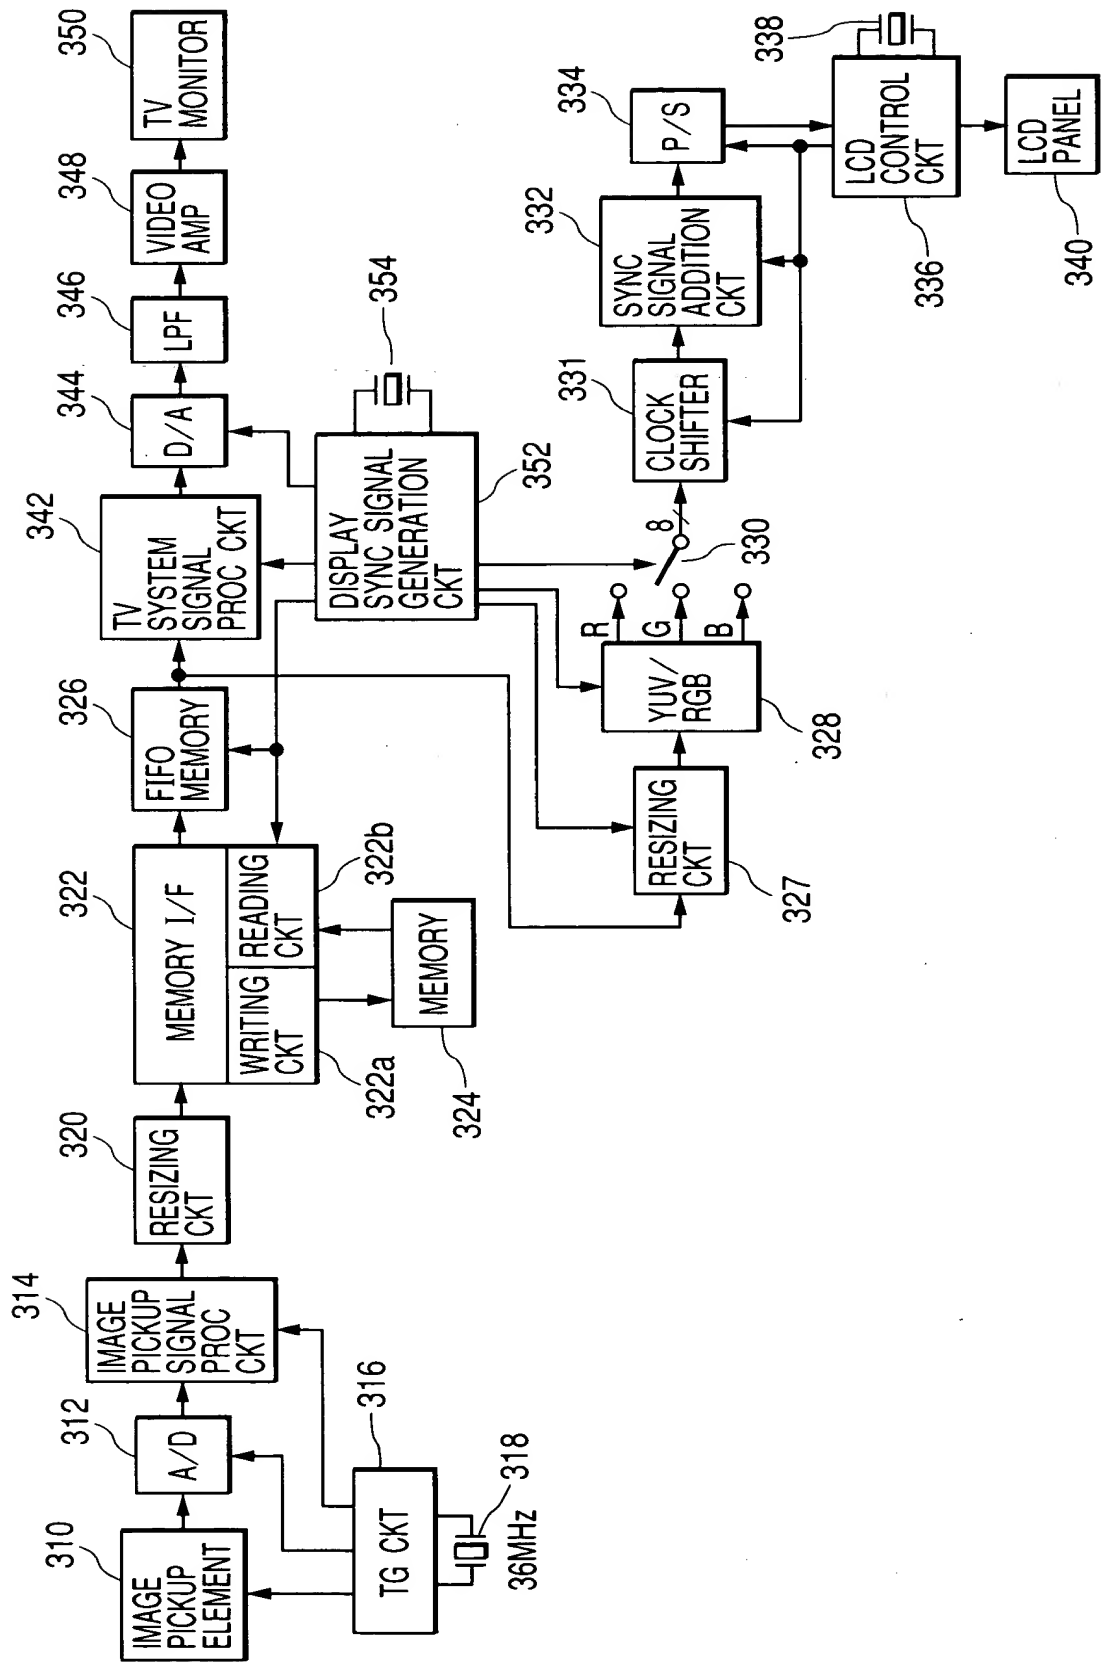 310
IMAGE
PICKUP
ELEMENT
312
A/D
314
IMAGE
PICKUP
SIGNAL
PROC
CKT
316
TG CKT
318
36MHz
320
RESIZING
CKT
322
MEMORY I/F
WRITING
CKT
READING
CKT
322a
322b
MEMORY
324
326
FIFO
MEMORY
342
TV
SYSTEM
SIGNAL
PROC CKT
344
D/A
346
LPF
348
VIDEO
AMP
350
TV
MONITOR
DISPLAY
SYNC SIGNAL
GENERATION
CKT
352
354
RESIZING
CKT
327
YUV/
RGB
328
R
G
B
330
8
331
CLOCK
SHIFTER
332
SYNC
SIGNAL
ADDITION
CKT
334
P/S
338
LCD
CONTROL
CKT
336
LCD
PANEL
340